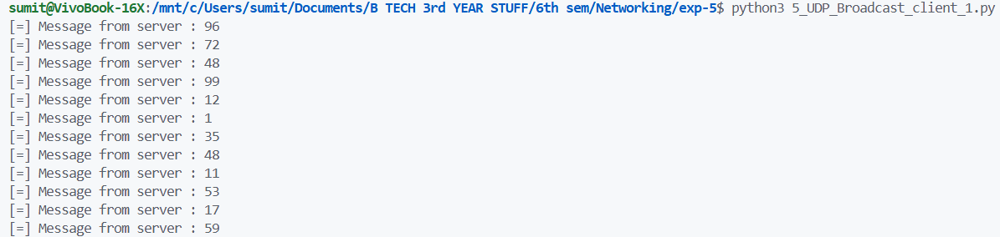 sumit@VivoBook-16X:/mnt/c/Users/sumit/Documents/B TECH 3rd YEAR STUFF/6th sem/Networking/exp-5$ python3 5_UDP_Broadcast_client_1.py
[=] Message from server : 96
[=] Message from server : 72
[=] Message from server : 48
[=] Message from server : 99
[=] Message from server : 12
[=] Message from server : 1
[=] Message from server : 35
[=] Message from server : 48
[=] Message from server : 11
[=] Message from server : 53
[=] Message from server : 17
[=] Message from server : 59